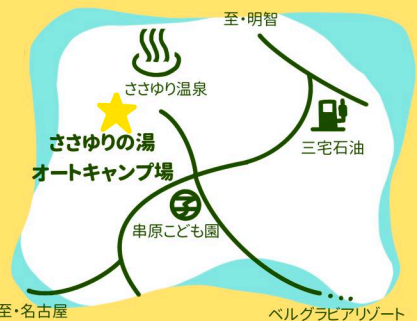 至・明智
ささゆり温泉
ささゆりの湯
オートキャンプ場
三宅石油
子
串原こども園
至・名古屋
ベルグラビアリゾート